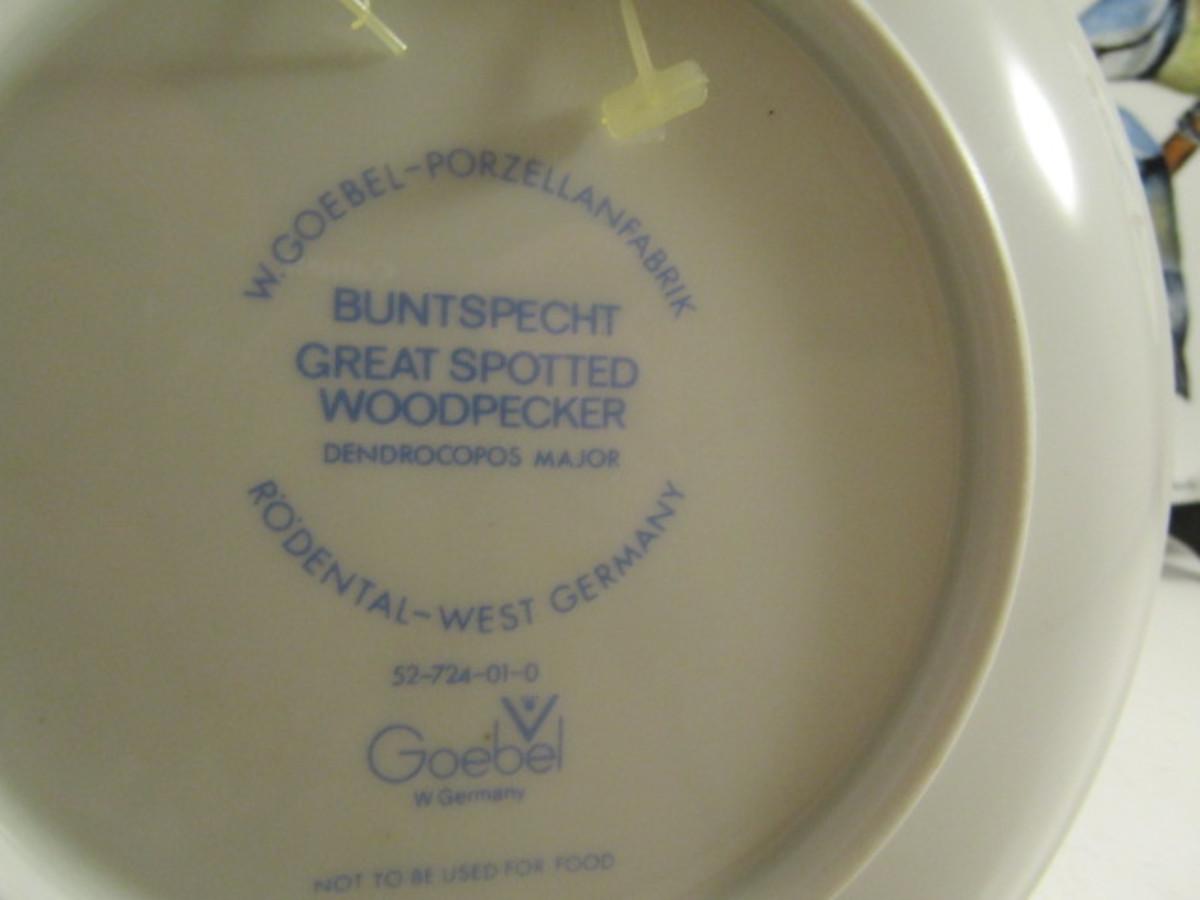 W. GOEBEL-PORZELLANFABRIK
BUNTSPECHT
GREAT SPOTTED
WOODPECKER
DENDROCOPOS MAJOR
RÖDENTAL-WEST GERMANY
52-724-01-0
Goebel
W Germany
NOT TO BE USED FOR FOOD